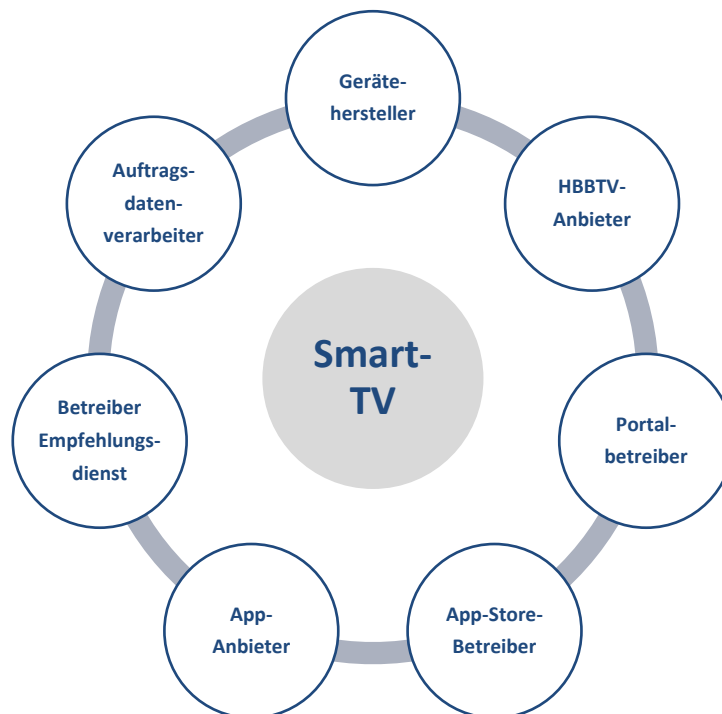 Geräte-
hersteller
HBBTV-
Anbieter
Portal-
betreiber
App-Store-
Betreiber
App-
Anbieter
Betreiber
Empfehlungs-
dienst
Auftrags-
daten-
verarbeiter
Smart-
TV